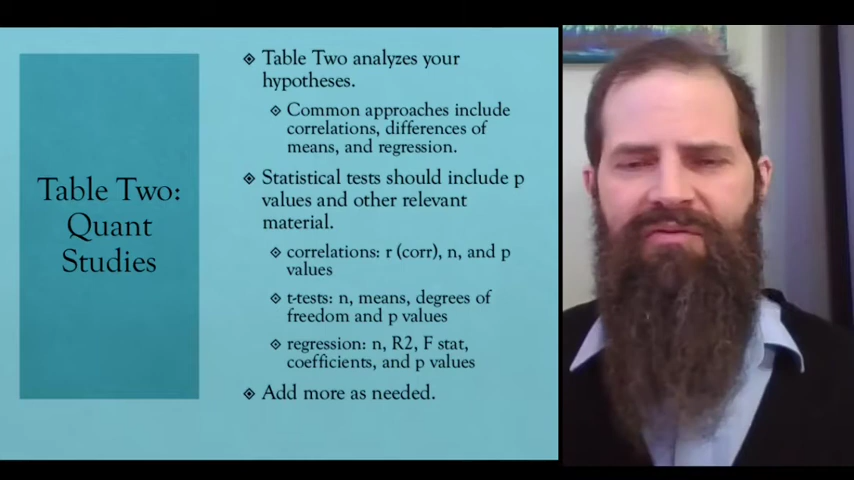 Table Two:
Quant
Studies
Table Two analyzes your
hypotheses.
Common approaches include
correlations, differences of
means, and regression.
Statistical tests should include p
values and other relevant
material.
correlations: r (corr), n, and p
values
t-tests: n, means, degrees of
freedom and p values
regression: n, R2, F stat,
coefficients, and p values
Add more as needed.